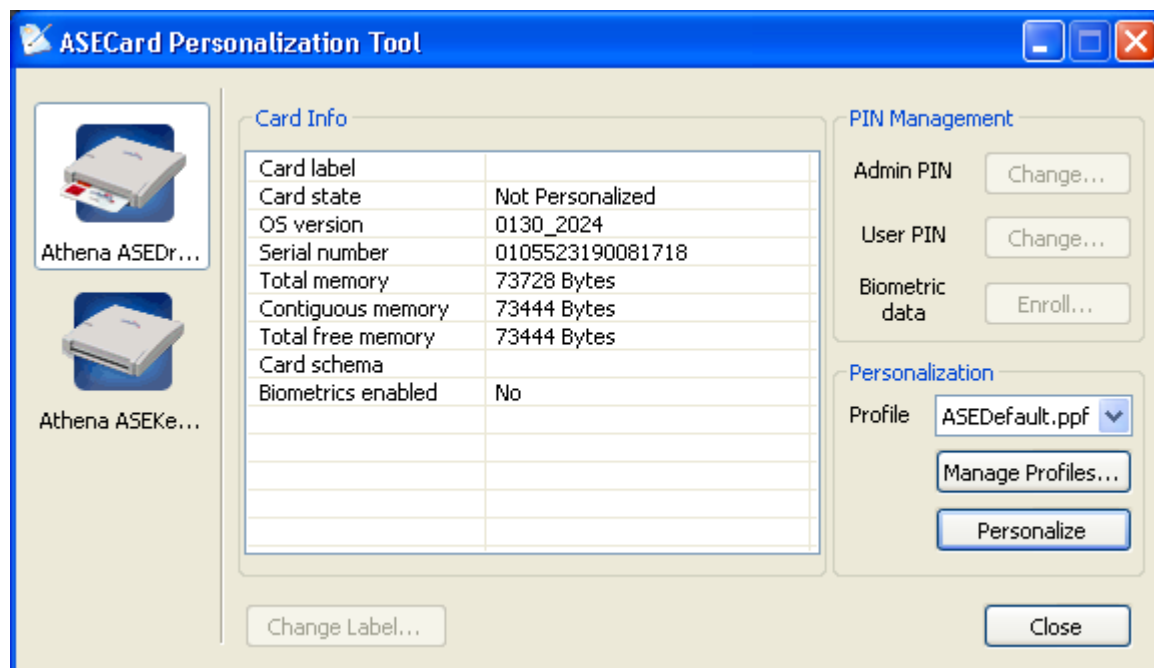 ASECard Personalization Tool
Athena ASEDr...
Athena ASEKe...
Card Info
Card label
Card state Not Personalized
OS version 0130_2024
Serial number 0105523190081718
Total memory 73728 Bytes
Contiguous memory 73444 Bytes
Total free memory 73444 Bytes
Card schema
Biometrics enabled No
Change Label...
PIN Management
Admin PIN Change...
User PIN Change...
Biometric
data Enroll...
Personalization
Profile ASEDefault.ppf
Manage Profiles...
Personalize
Close